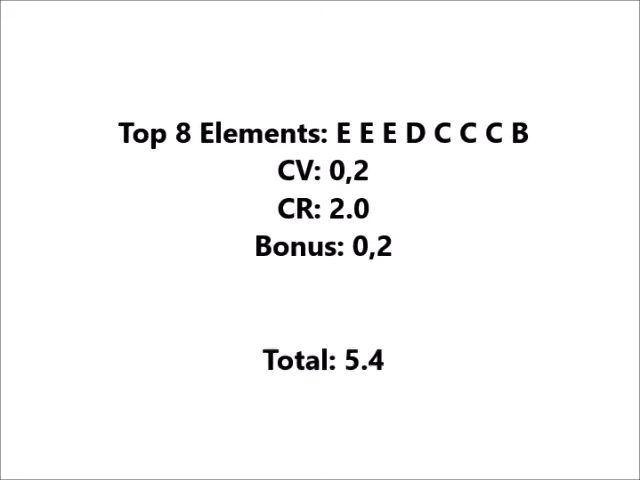 Top 8 Elements: E E E D C C C B
CV: 0,2
CR: 2.0
Bonus: 0,2
Total: 5.4